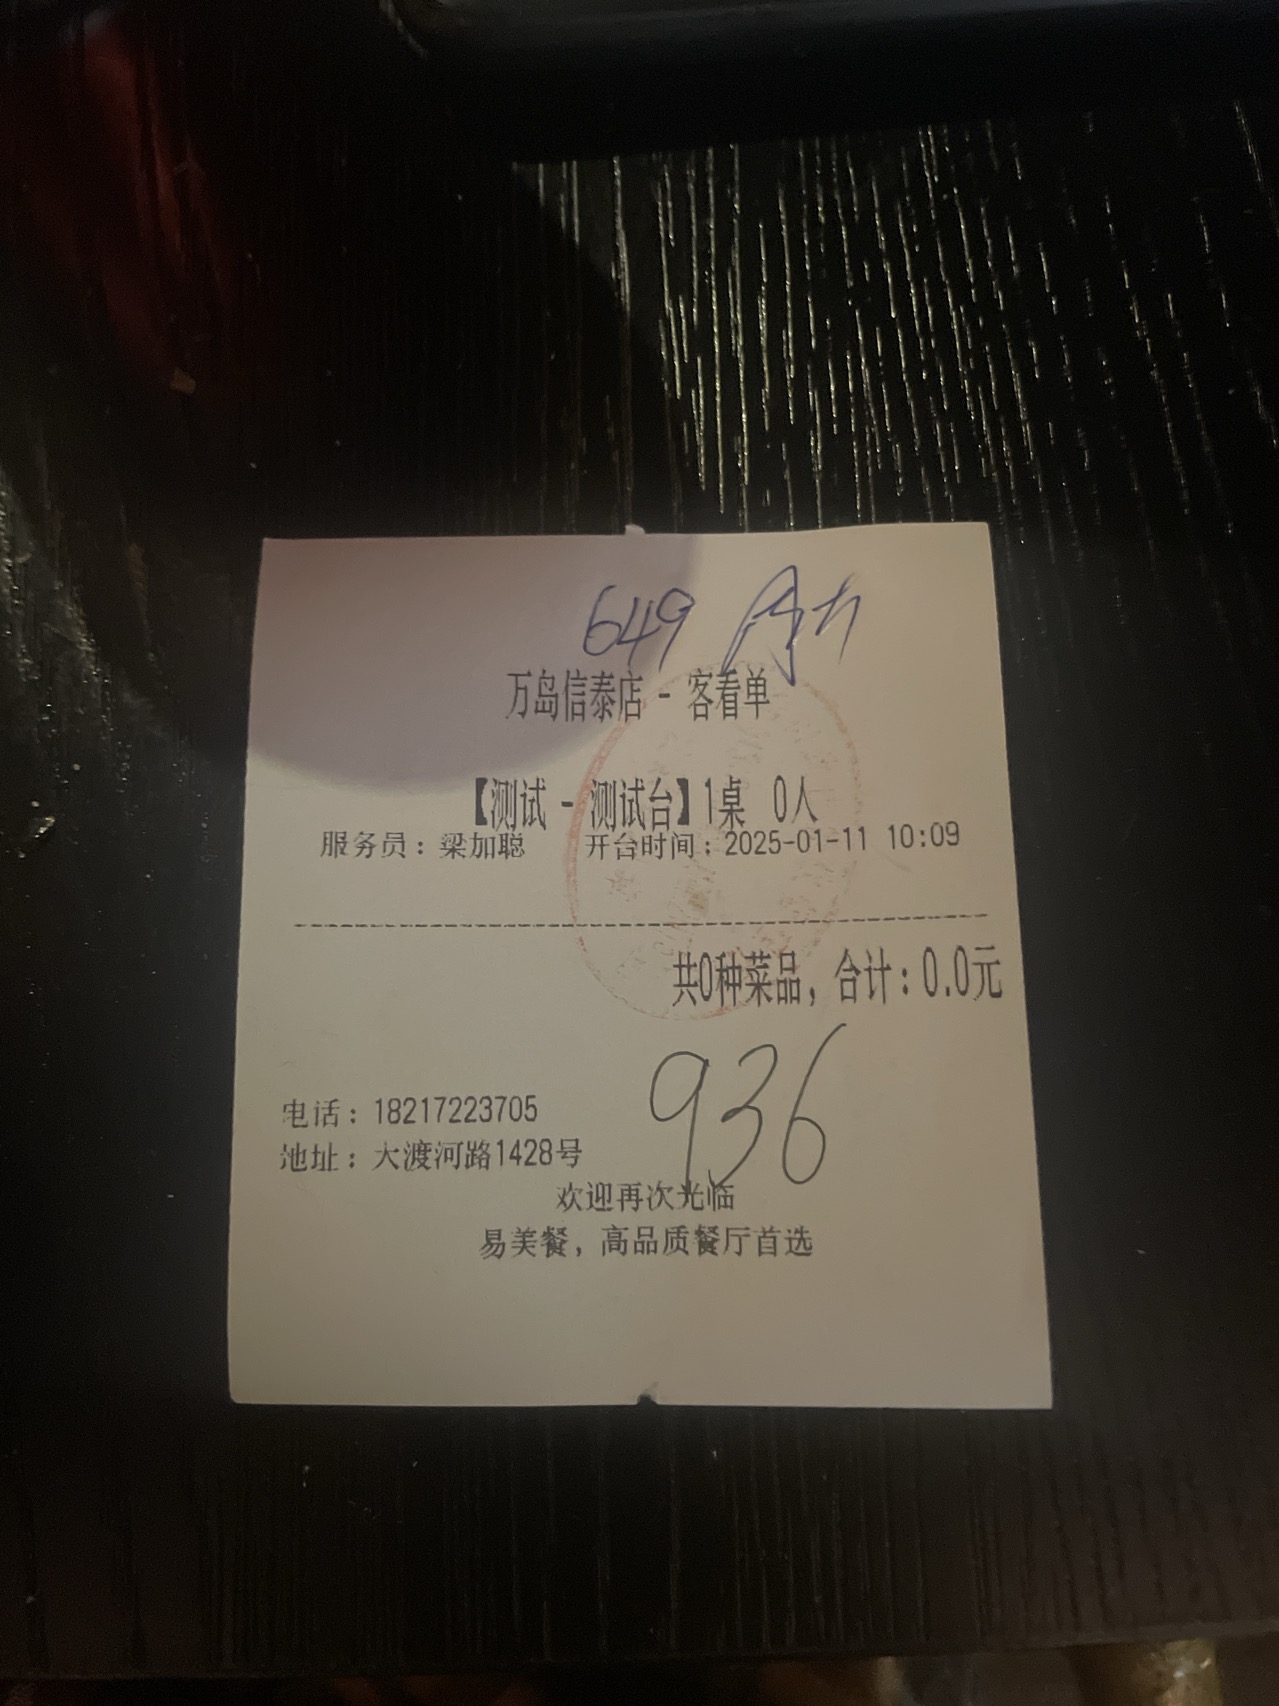 649
万岛信泰店 - 客看单
【测试 - 测试台】1桌 0人
服务员：梁加聪 开台时间：2025-01-11 10:09
共0种菜品，合计：0.0元
936
电话：18217223705
地址：大渡河路1428号
欢迎再次光临
易美餐，高品质餐厅首选